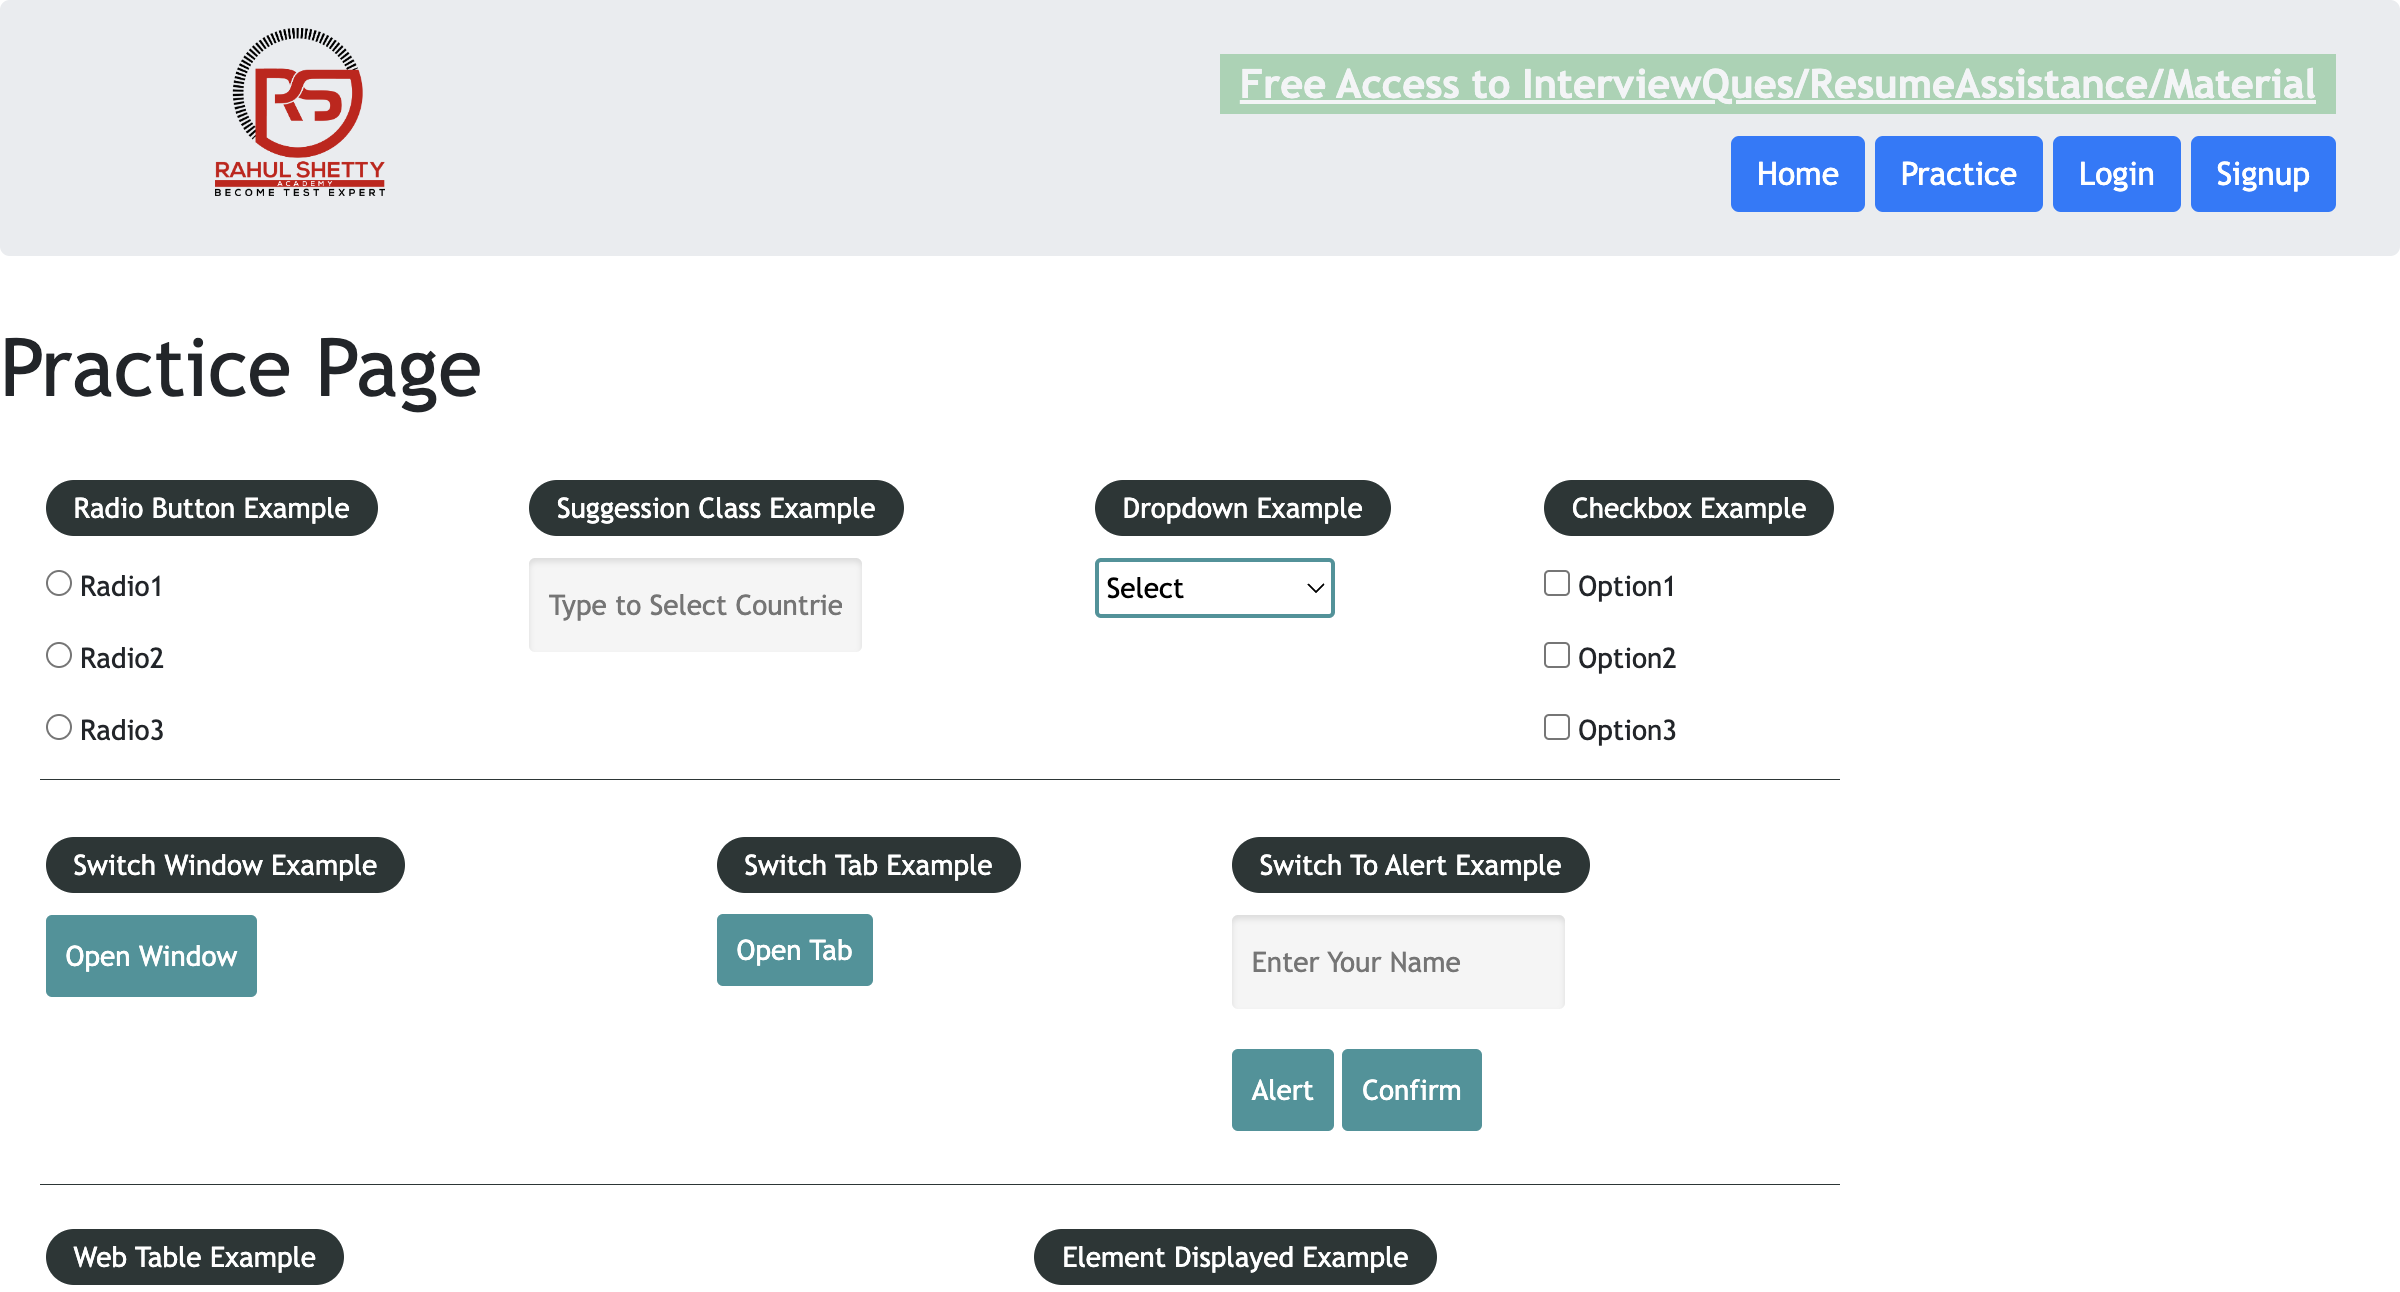 RS
RAHUL SHETTY
ACADEMY
BECOME TEST EXPERT
Free Access to InterviewQues/ResumeAssistance/Material
Home Practice Login Signup
Practice Page
Radio Button Example
Radio1
Radio2
Radio3
Suggession Class Example
Type to Select Countrie
Dropdown Example
Select
Checkbox Example
Option1
Option2
Option3
Switch Window Example
Open Window
Switch Tab Example
Open Tab
Switch To Alert Example
Enter Your Name
Alert Confirm
Web Table Example
Element Displayed Example